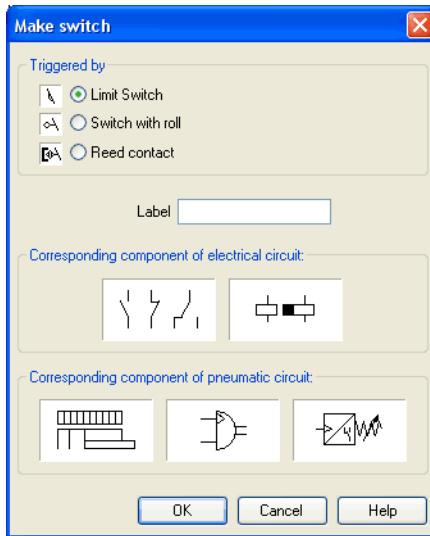 Make switch
Triggered by
Limit Switch
Switch with roll
Reed contact
Label
Corresponding component of electrical circuit:
Corresponding component of pneumatic circuit:
OK Cancel Help